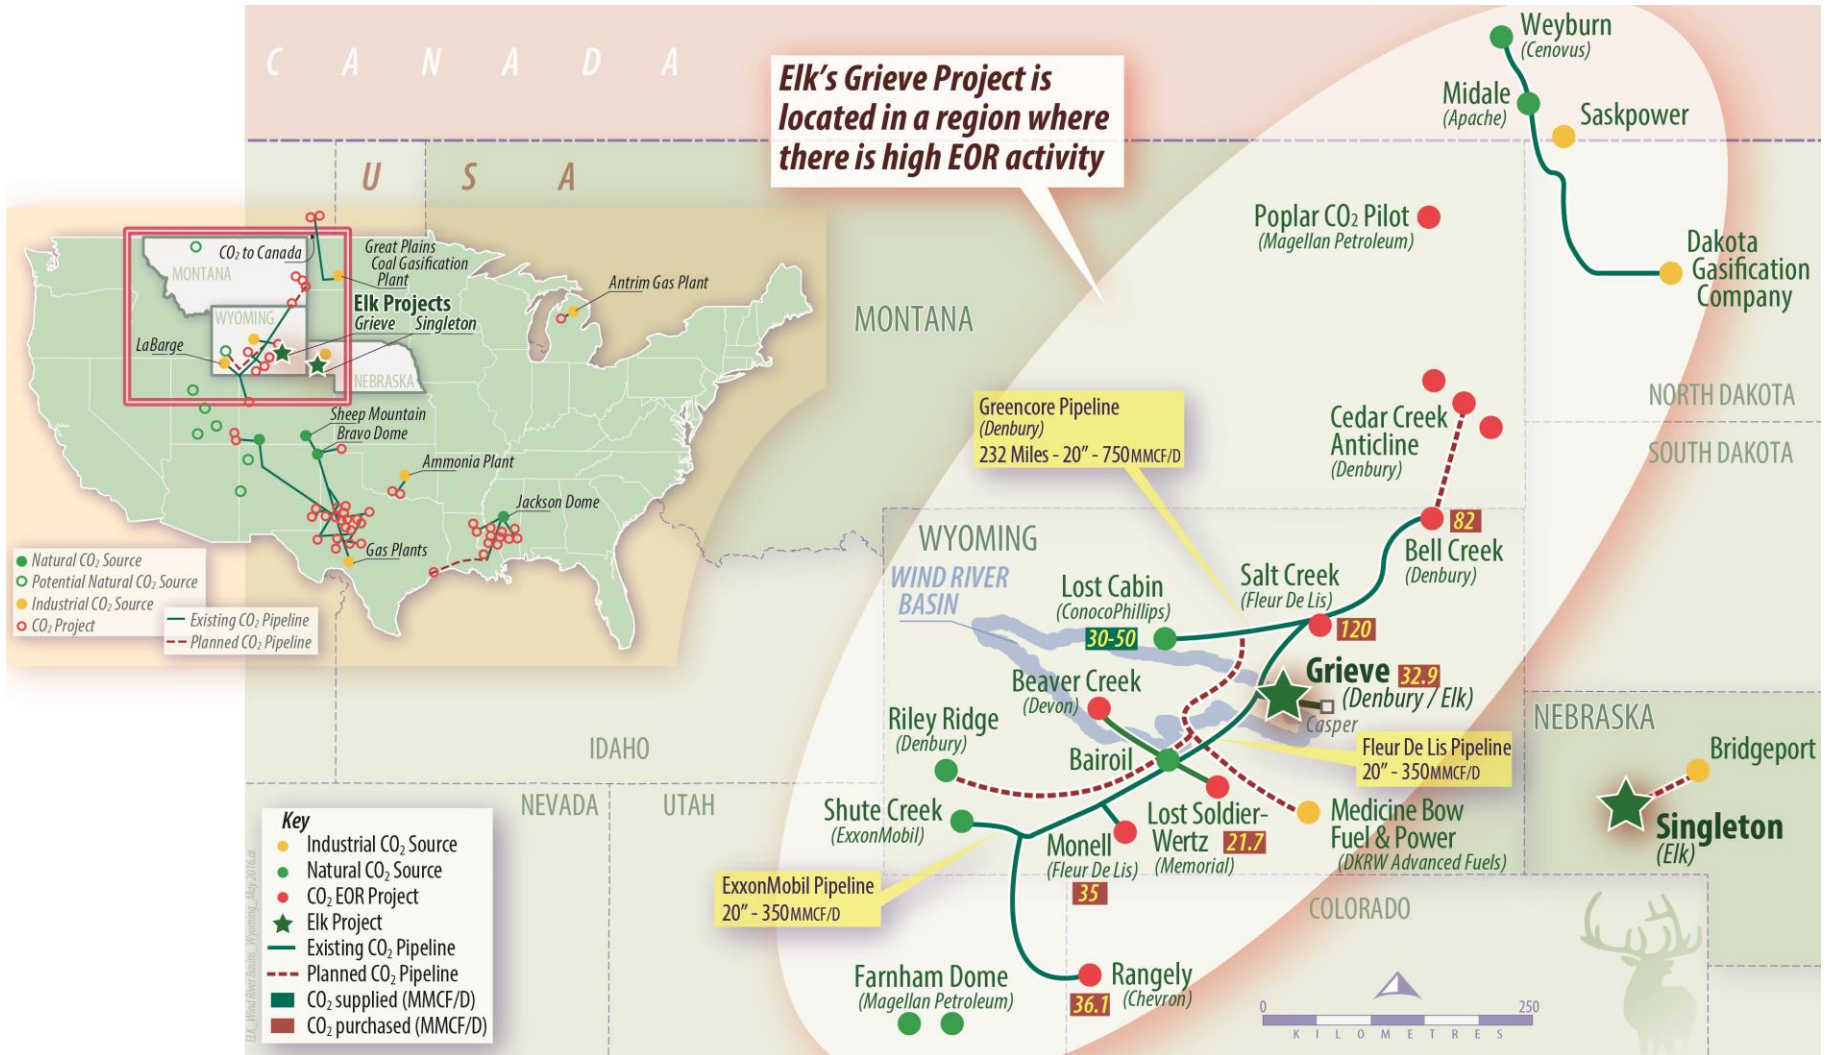 C A N A D A
U S A
Elk's Grieve Project is
located in a region where
there is high EOR activity
Weyburn
(Cenovus)
Midale
(Apache)
Saskpower
Dakota
Gasification
Company
Poplar CO₂ Pilot
(Magellan Petroleum)
MONTANA
NORTH DAKOTA
SOUTH DAKOTA
Cedar Creek
Anticline
(Denbury)
82
Bell Creek
(Denbury)
Greencore Pipeline
(Denbury)
232 Miles - 20" - 750MMCF/D
WYOMING
WIND RIVER
BASIN
Lost Cabin
(ConocoPhillips)
30-50
Salt Creek
(Fleur De Lis)
120
Grieve 32.9
(Denbury / Elk)
Casper
Beaver Creek
(Devon)
Riley Ridge
(Denbury)
Bairoil
Fleur De Lis Pipeline
20" - 350MMCF/D
NEBRASKA
Bridgeport
Singleton
(Elk)
IDAHO
NEVADA
UTAH
Shute Creek
(ExxonMobil)
Monell
(Fleur De Lis)
35
Lost Soldier-
Wertz 21.7
(Memorial)
Medicine Bow
Fuel & Power
(DKRW Advanced Fuels)
ExxonMobil Pipeline
20" - 350MMCF/D
COLORADO
Farnham Dome
(Magellan Petroleum)
Rangely
(Chevron)
36.1
0 250
K I L O M E T R E S
CO₂ to Canada
Great Plains
Coal Gasification
Plant
MONTANA
Elk Projects
Grieve Singleton
WYOMING
LaBarge
NEBRASKA
Antrim Gas Plant
Sheep Mountain
Bravo Dome
Ammonia Plant
Jackson Dome
Gas Plants
Natural CO₂ Source
Potential Natural CO₂ Source
Industrial CO₂ Source
CO₂ Project
Existing CO₂ Pipeline
Planned CO₂ Pipeline
Key
Industrial CO₂ Source
Natural CO₂ Source
CO₂ EOR Project
Elk Project
Existing CO₂ Pipeline
Planned CO₂ Pipeline
CO₂ supplied (MMCF/D)
CO₂ purchased (MMCF/D)
ELK_Wind River Basins_Wyoming_May 2016.ai